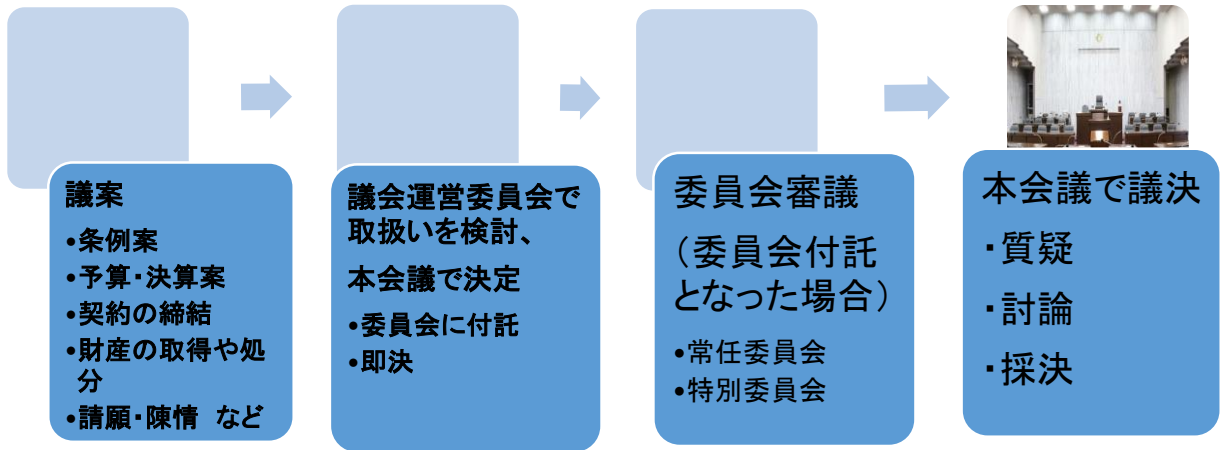 議案
•条例案
•予算・決算案
•契約の締結
•財産の取得や処
分
•請願・陳情 など
議会運営委員会で
取扱いを検討、
本会議で決定
•委員会に付託
•即決
委員会審議
（委員会付託
となった場合）
•常任委員会
•特別委員会
本会議で議決
・質疑
・討論
・採決